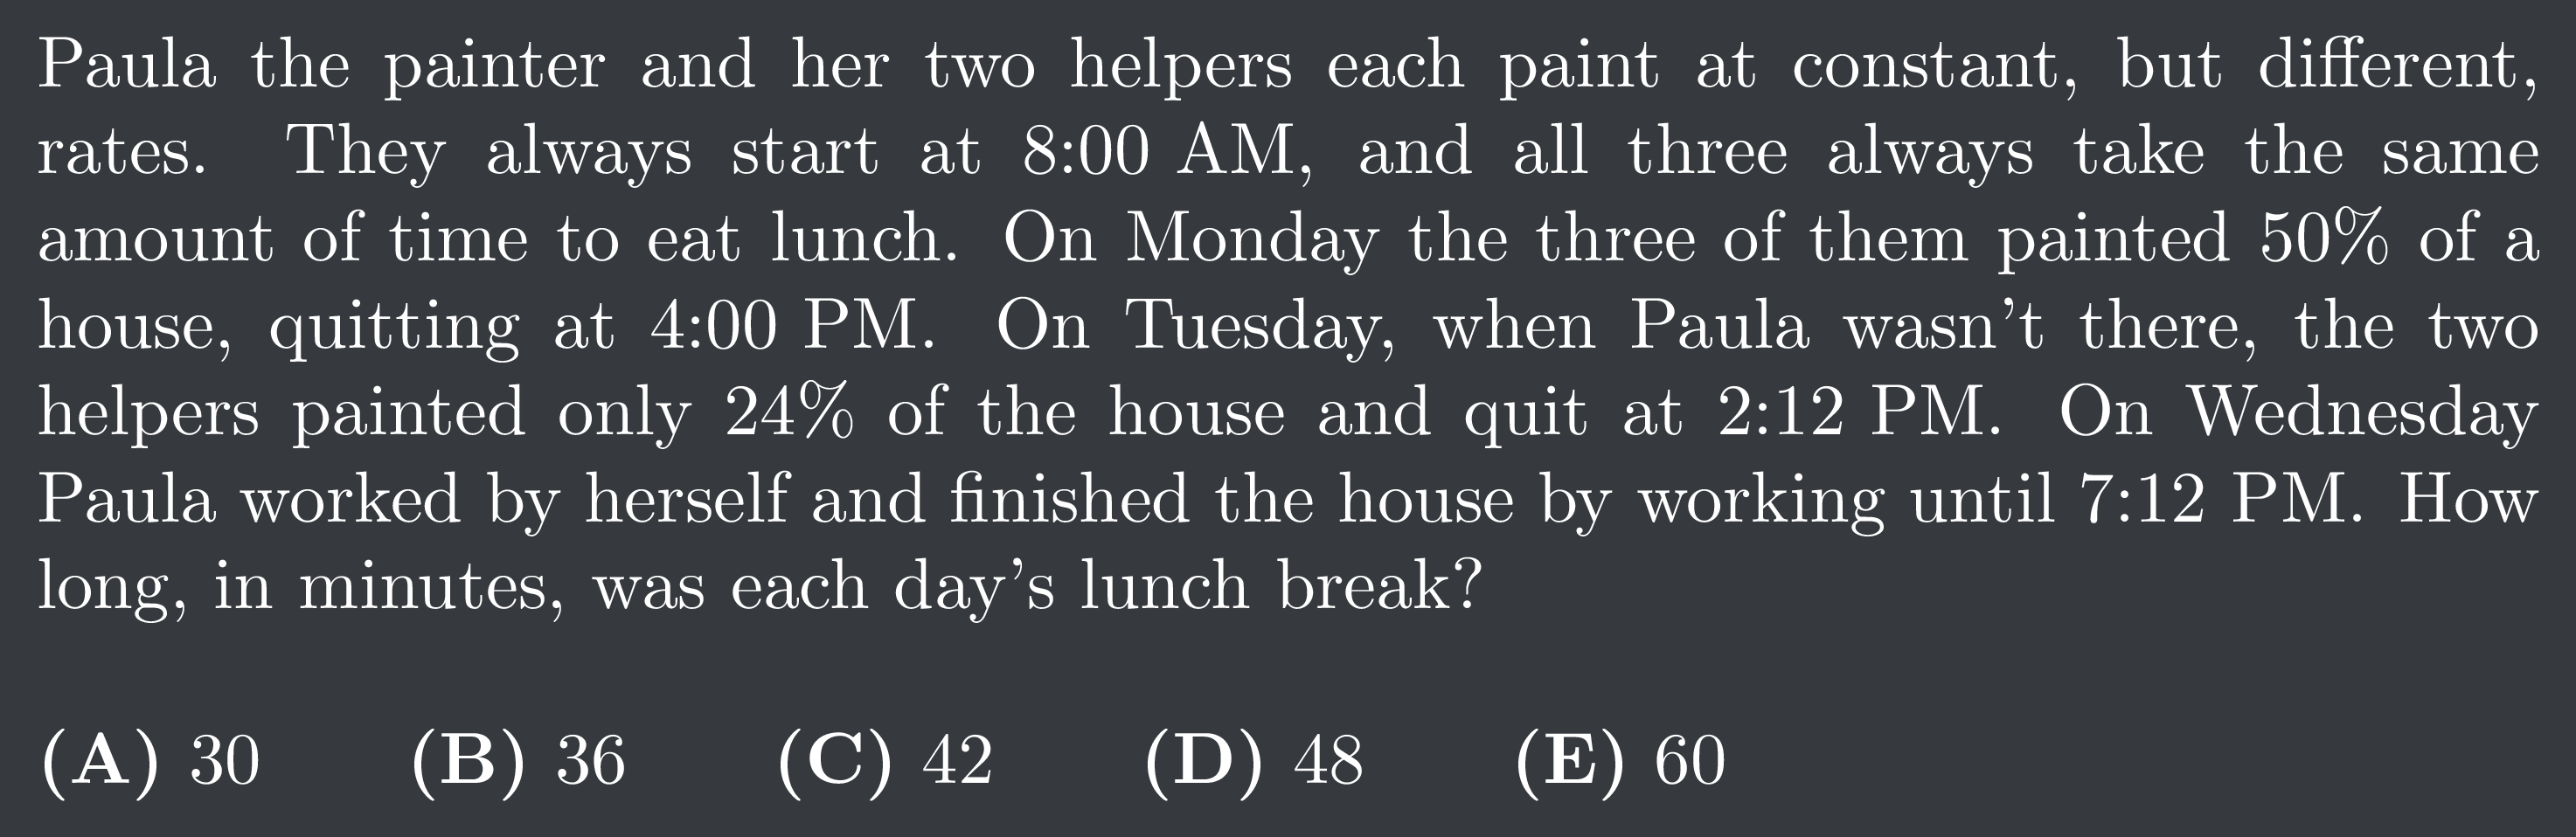 Paula the painter and her two helpers each paint at constant, but different,
rates. They always start at 8:00 AM, and all three always take the same
amount of time to eat lunch. On Monday the three of them painted 50% of a
house, quitting at 4:00 PM. On Tuesday, when Paula wasn't there, the two
helpers painted only 24% of the house and quit at 2:12 PM. On Wednesday
Paula worked by herself and finished the house by working until 7:12 PM. How
long, in minutes, was each day's lunch break?
(A) 30 (B) 36 (C) 42 (D) 48 (E) 60